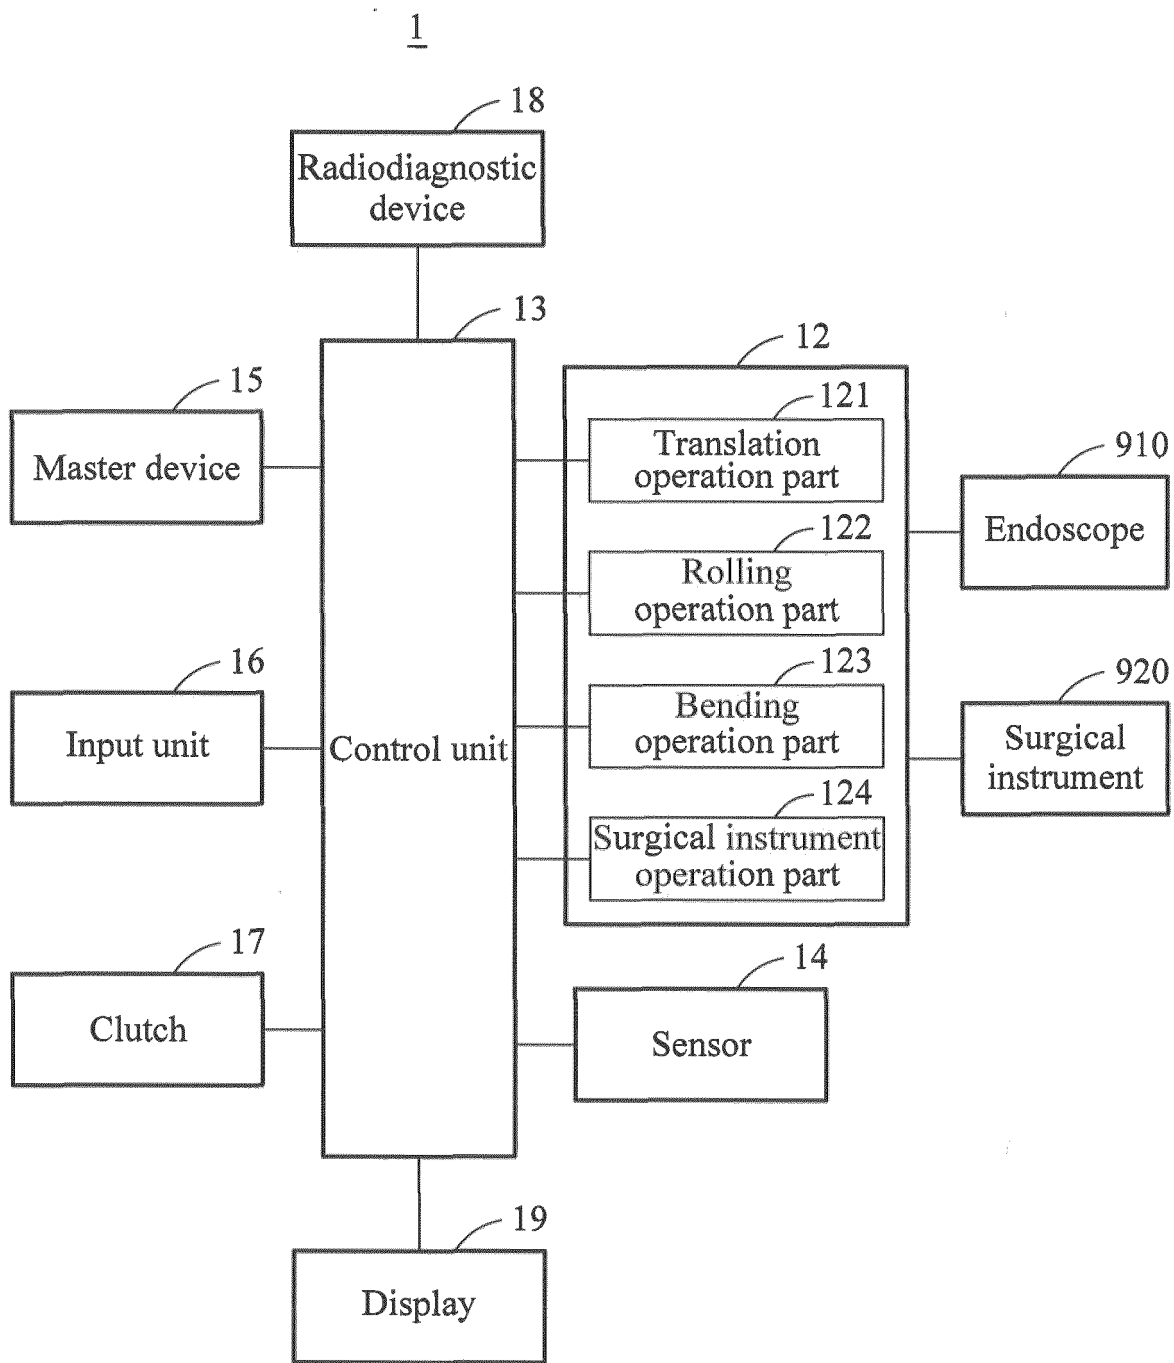 1
18
Radiodiagnostic
device
13
12
15
Master device
121
Translation
operation part
910
Endoscope
122
Rolling
operation part
16
Input unit
Control unit
123
Bending
operation part
920
Surgical
instrument
124
Surgical instrument
operation part
17
Clutch
14
Sensor
19
Display